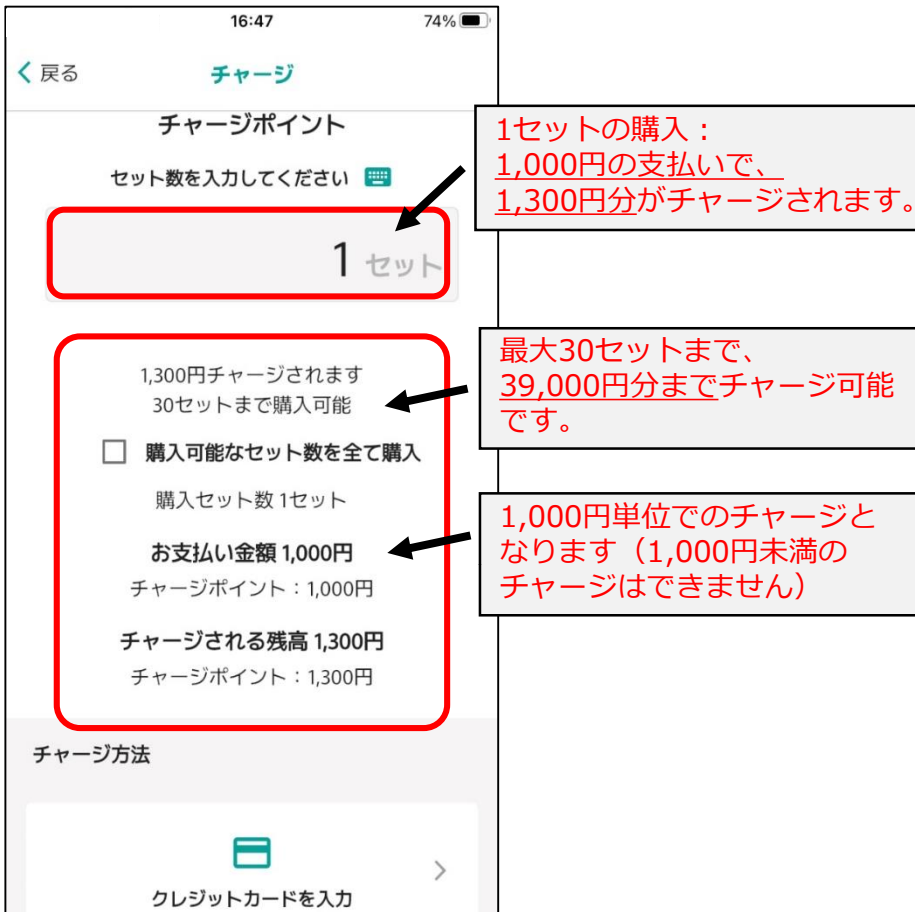 16:47
74%
戻る
チャージ
チャージポイント
セット数を入力してください
1 セット
1,300円チャージされます
30セットまで購入可能
購入可能なセット数を全て購入
購入セット数 1セット
お支払い金額 1,000円
チャージポイント：1,000円
チャージされる残高 1,300円
チャージポイント：1,300円
チャージ方法
クレジットカードを入力
1セットの購入：
1,000円の支払いで、
1,300円分がチャージされます。
最大30セットまで、
39,000円分までチャージ可能
です。
1,000円単位でのチャージと
なります（1,000円未満の
チャージはできません）